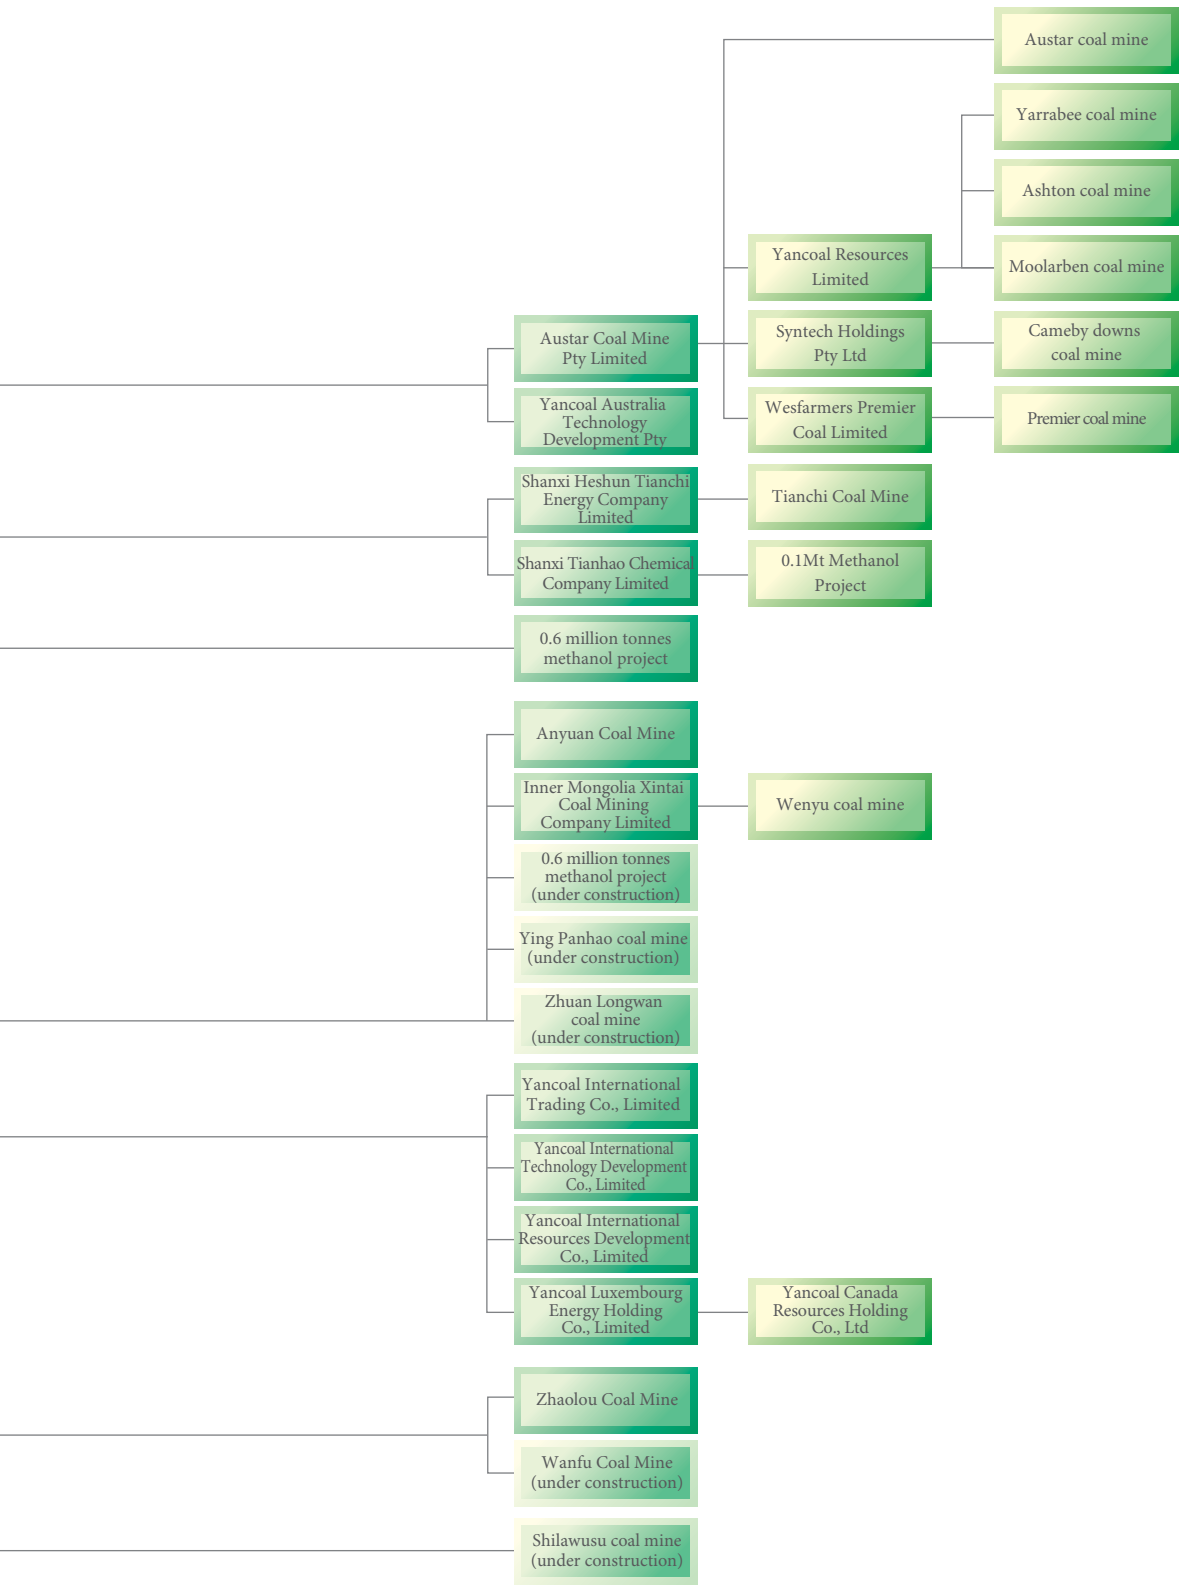 Austar coal mine
Yarrabee coal mine
Ashton coal mine
Yancoal Resources
Limited
Moolarben coal mine
Austar Coal Mine
Pty Limited
Syntech Holdings
Pty Ltd
Cameby downs
coal mine
Yancoal Australia
Technology
Development Pty
Wesfarmers Premier
Coal Limited
Premier coal mine
Shanxi Heshun Tianchi
Energy Company
Limited
Tianchi Coal Mine
Shanxi Tianhao Chemical
Company Limited
0.1Mt Methanol
Project
0.6 million tonnes
methanol project
Anyuan Coal Mine
Inner Mongolia Xintai
Coal Mining
Company Limited
Wenyu coal mine
0.6 million tonnes
methanol project
(under construction)
Ying Panhao coal mine
(under construction)
Zhuan Longwan
coal mine
(under construction)
Yancoal International
Trading Co., Limited
Yancoal International
Technology Development
Co., Limited
Yancoal International
Resources Development
Co., Limited
Yancoal Luxembourg
Energy Holding
Co., Limited
Yancoal Canada
Resources Holding
Co., Ltd
Zhaolou Coal Mine
Wanfu Coal Mine
(under construction)
Shilawusu coal mine
(under construction)